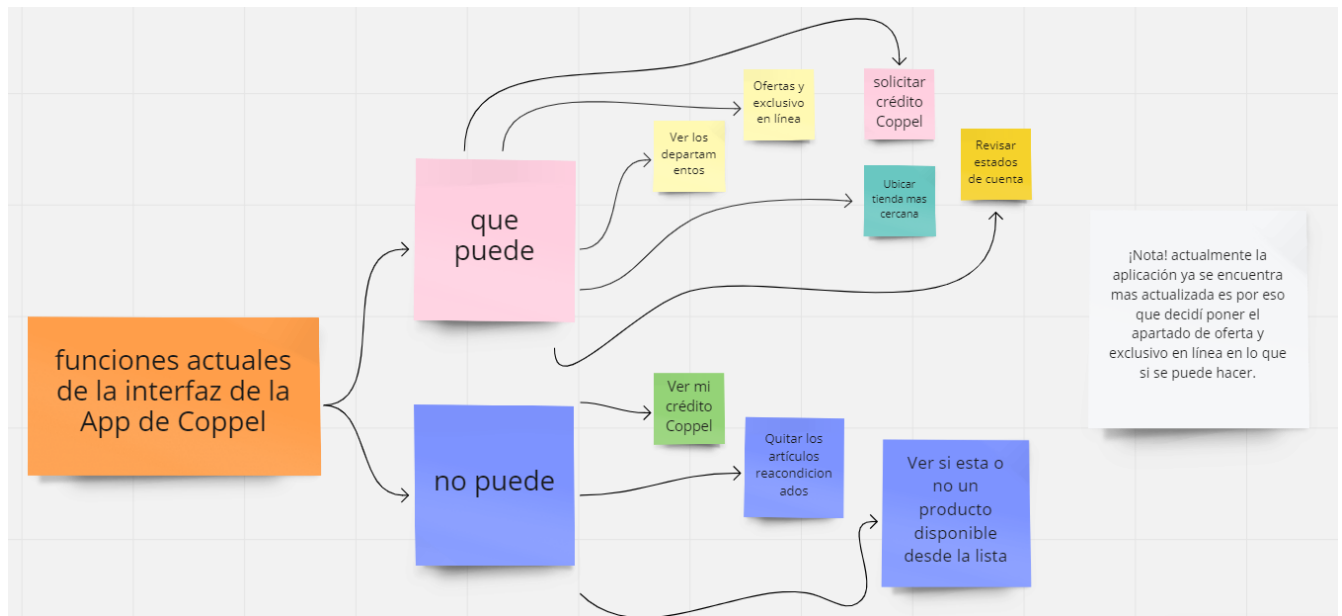 funciones actuales
de la interfaz de la
App de Coppel
que
puede
Ver los
departam
entos
Ofertas y
exclusivo
en línea
solicitar
crédito
Coppel
Ubicar
tienda mas
cercana
Revisar
estados
de cuenta
no puede
Ver mi
crédito
Coppel
Quitar los
artículos
reacondicion
ados
Ver si esta o
no un
producto
disponible
desde la lista
¡Nota! actualmente la
aplicación ya se encuentra
mas actualizada es por eso
que decidí poner el
apartado de oferta y
exclusivo en línea en lo que
si se puede hacer.